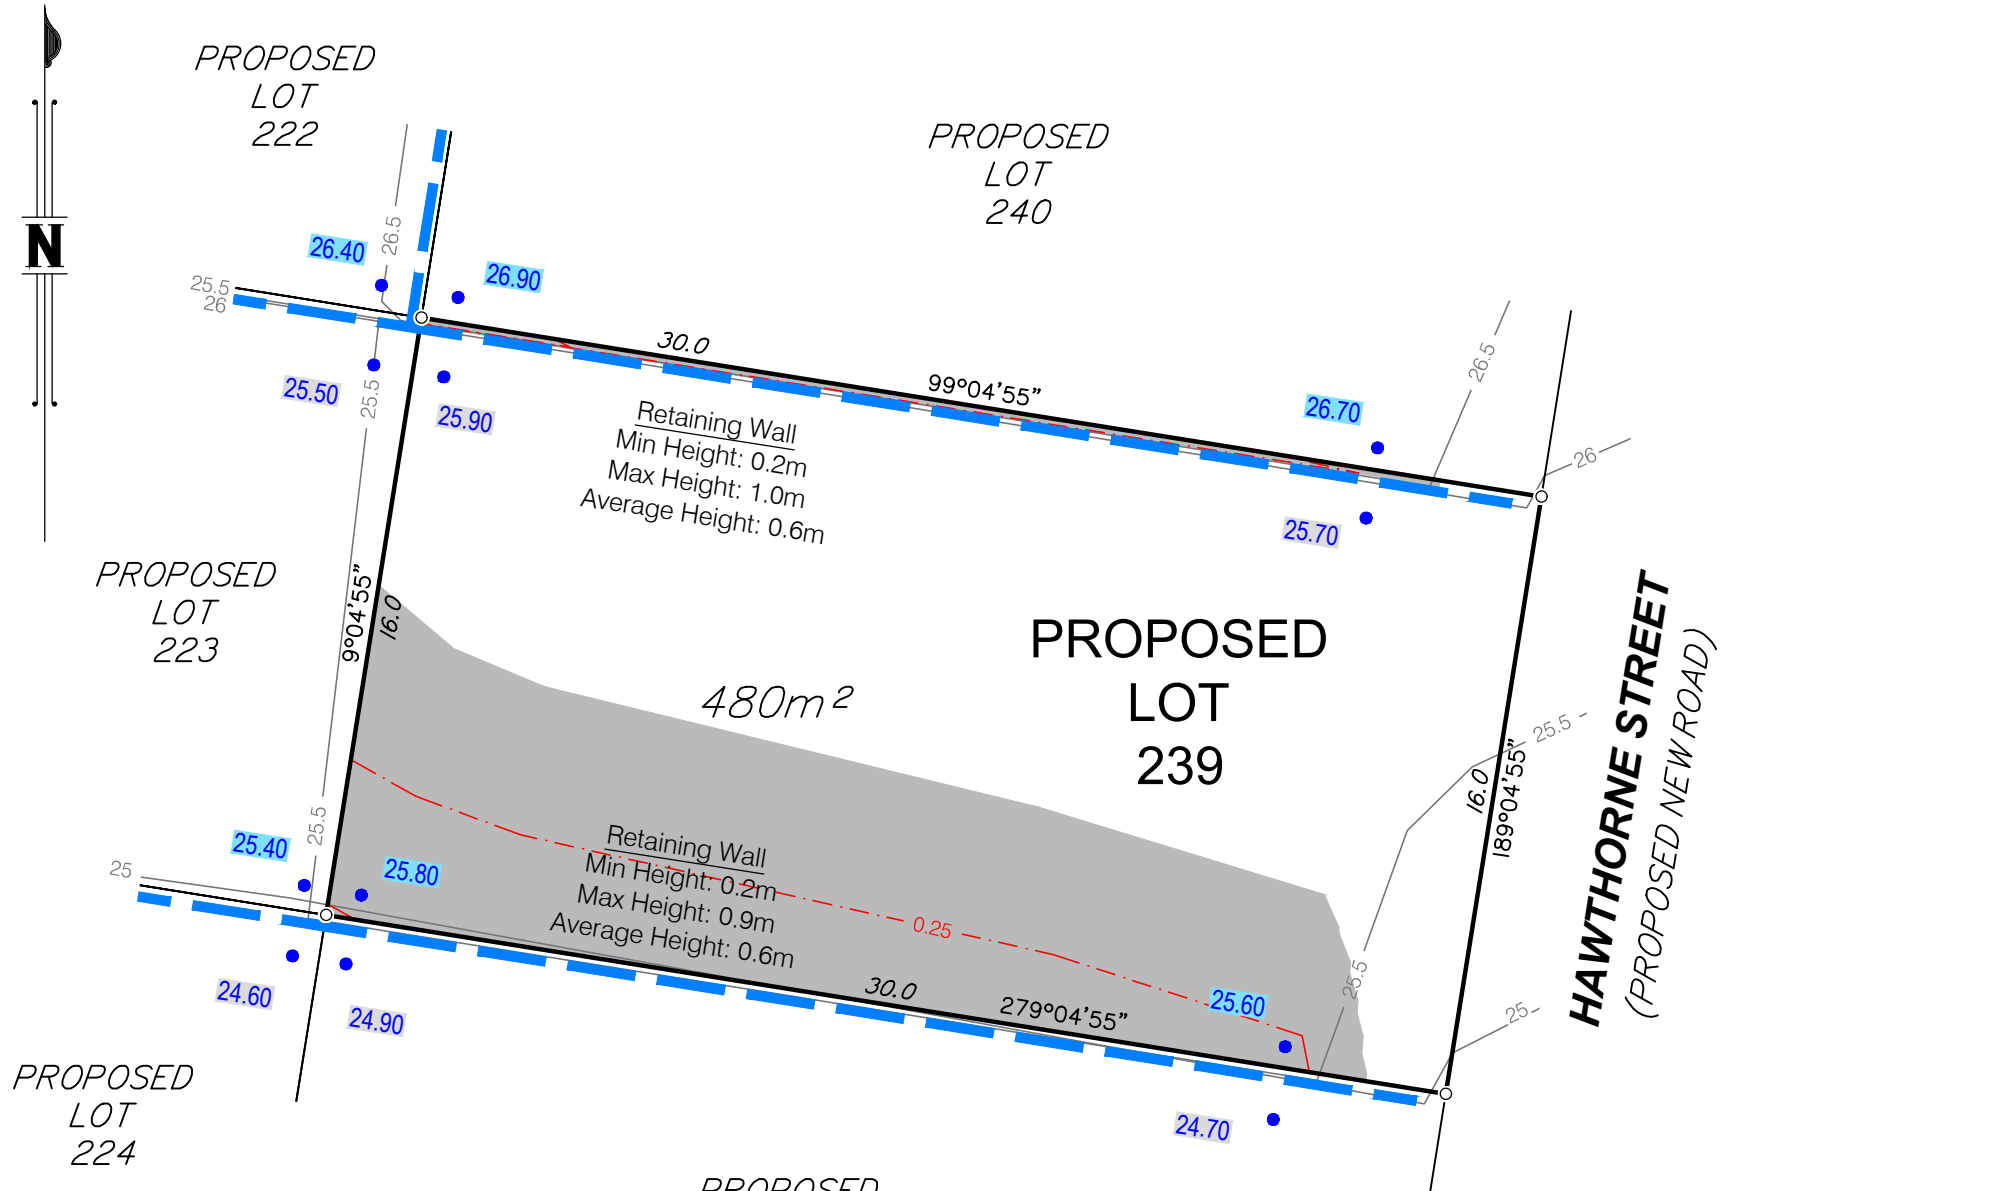 PROPOSED
LOT
222
PROPOSED
LOT
240
N
26.5
26.40
26.90
25.5
26
30.0
99°04'55"
26.5
26.70
26
25.50
25.5
25.90
Retaining Wall
Min Height: 0.2m
Max Height: 1.0m
Average Height: 0.6m
25.70
PROPOSED
LOT
223
9°04'55"
16.0
480m²
PROPOSED
LOT
239
HAWTHORNE STREET
(PROPOSED NEW ROAD)
25.5
16.0
189°04'55"
25.5
25.40
25
25.80
Retaining Wall
Min Height: 0.2m
Max Height: 0.9m
Average Height: 0.6m
0.25
25.5
25
25.60
30.0
279°04'55"
24.60
24.90
24.70
PROPOSED
LOT
224
PROPOSED